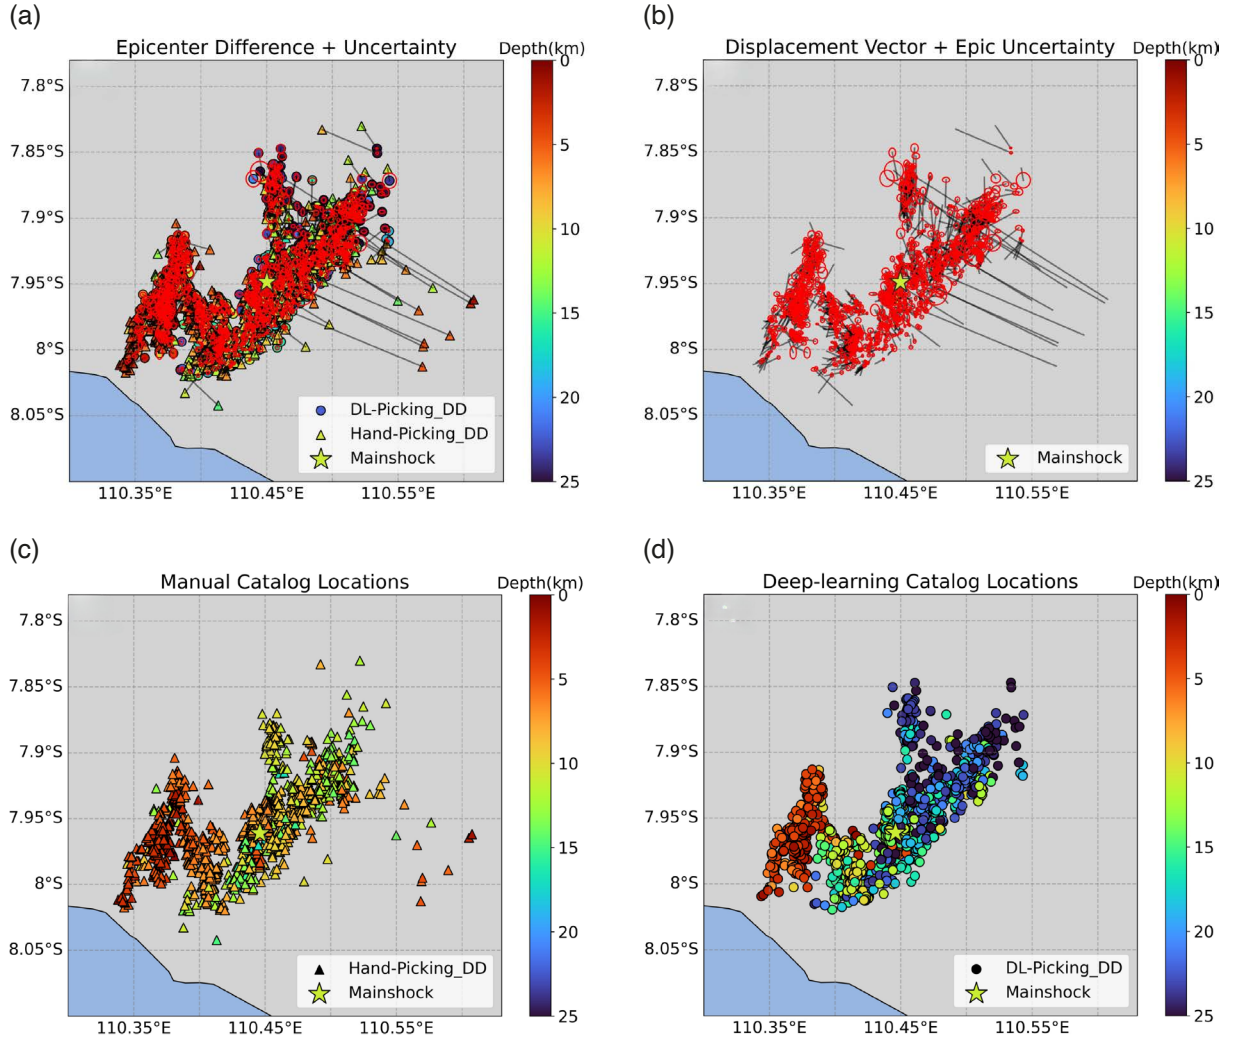 (a)
Epicenter Difference + Uncertainty
Depth(km)
7.8°S
7.85°S
7.9°S
7.95°S
8°S
8.05°S
110.35°E
110.45°E
110.55°E
0
5
10
15
20
25
DL-Picking_DD
Hand-Picking_DD
Mainshock
(b)
Displacement Vector + Epic Uncertainty
Depth(km)
7.8°S
7.85°S
7.9°S
7.95°S
8°S
8.05°S
110.35°E
110.45°E
110.55°E
0
5
10
15
20
25
Mainshock
(c)
Manual Catalog Locations
Depth(km)
7.8°S
7.85°S
7.9°S
7.95°S
8°S
8.05°S
110.35°E
110.45°E
110.55°E
0
5
10
15
20
25
Hand-Picking_DD
Mainshock
(d)
Deep-learning Catalog Locations
Depth(km)
7.8°S
7.85°S
7.9°S
7.95°S
8°S
8.05°S
110.35°E
110.45°E
110.55°E
0
5
10
15
20
25
DL-Picking_DD
Mainshock